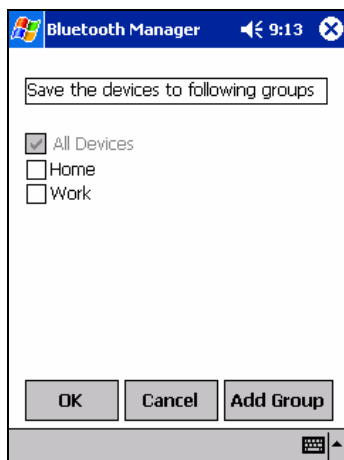 Bluetooth Manager 9:13
Save the devices to following groups
All Devices
Home
Work
OK Cancel Add Group